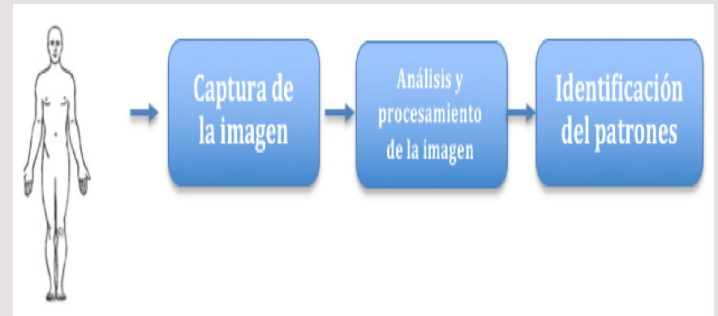 Captura de
la imagen
Análisis y
procesamiento
de la imagen
Identificación
del patrones